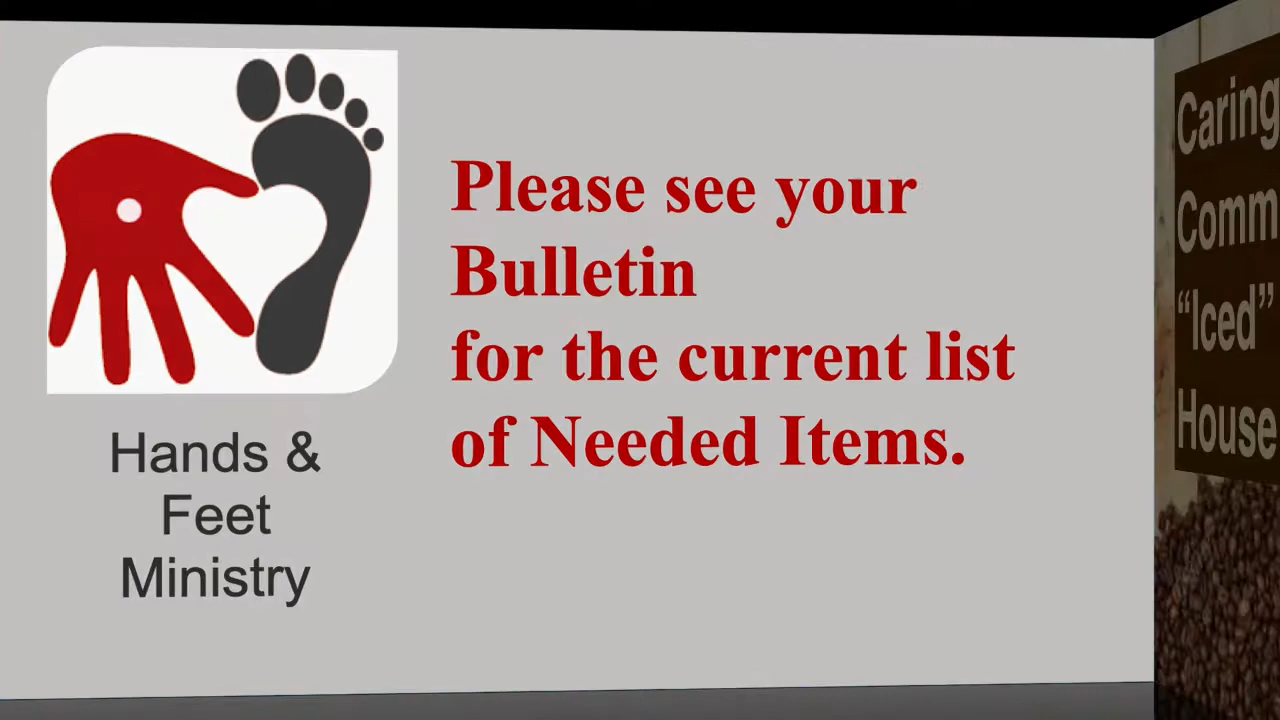 Please see your
Bulletin
for the current list
of Needed Items.
Hands &
Feet
Ministry
Caring
Comm
“Iced”
House